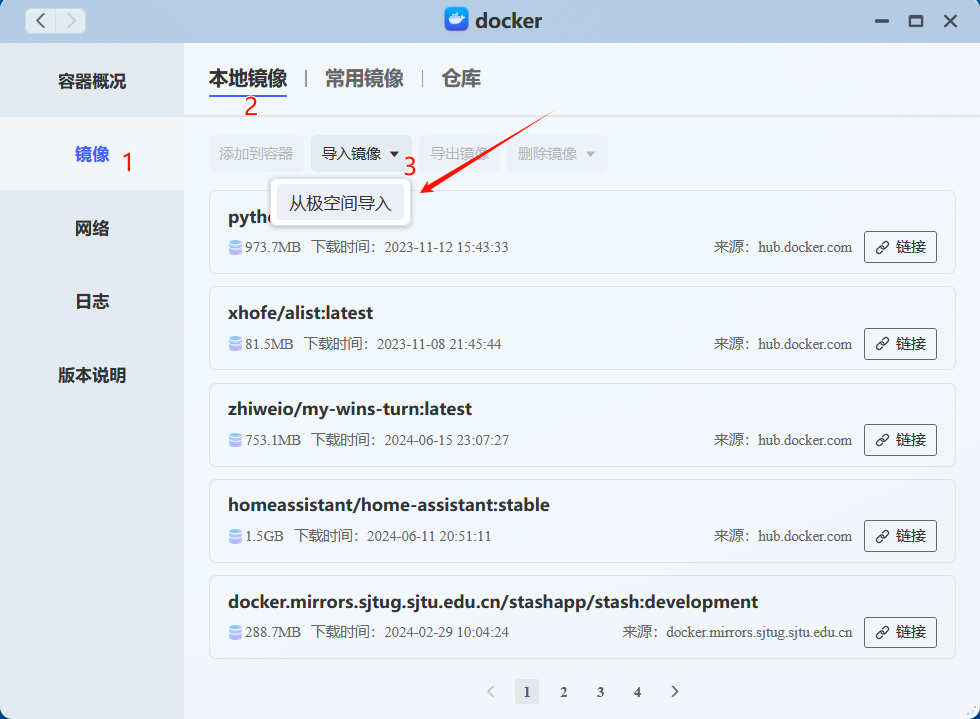 docker
容器概况
镜像
网络
日志
版本说明
1
本地镜像 | 常用镜像 | 仓库
2
添加到容器 导入镜像 导出镜像 删除镜像
3
从极空间导入
pyth
973.7MB 下载时间：2023-11-12 15:43:33 来源：hub.docker.com 链接
xhofe/alist:latest
81.5MB 下载时间：2023-11-08 21:45:44 来源：hub.docker.com 链接
zhiweio/my-wins-turn:latest
753.1MB 下载时间：2024-06-15 23:07:27 来源：hub.docker.com 链接
homeassistant/home-assistant:stable
1.5GB 下载时间：2024-06-11 20:51:11 来源：hub.docker.com 链接
docker.mirrors.sjtug.sjtu.edu.cn/stashapp/stash:development
288.7MB 下载时间：2024-02-29 10:04:24 来源：docker.mirrors.sjtug.sjtu.edu.cn 链接
1 2 3 4